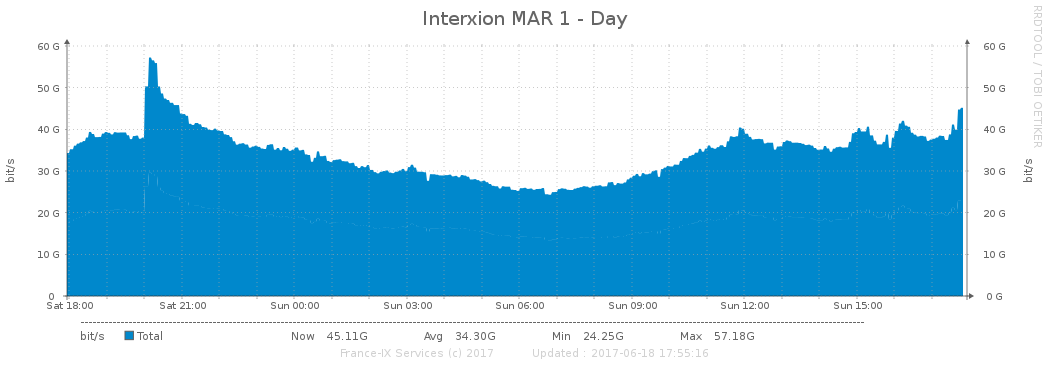 Interxion MAR 1 - Day
RRDTOOL / TOBI OETIKER
60 G 60 G
50 G 50 G
40 G 40 G
30 G 30 G
20 G 20 G
10 G 10 G
0 0 G
bit/s bit/s
Sat 18:00 Sat 21:00 Sun 00:00 Sun 03:00 Sun 06:00 Sun 09:00 Sun 12:00 Sun 15:00
bit/s Total Now 45.11G Avg 34.30G Min 24.25G Max 57.18G
France-IX Services (c) 2017 Updated : 2017-06-18 17:55:16